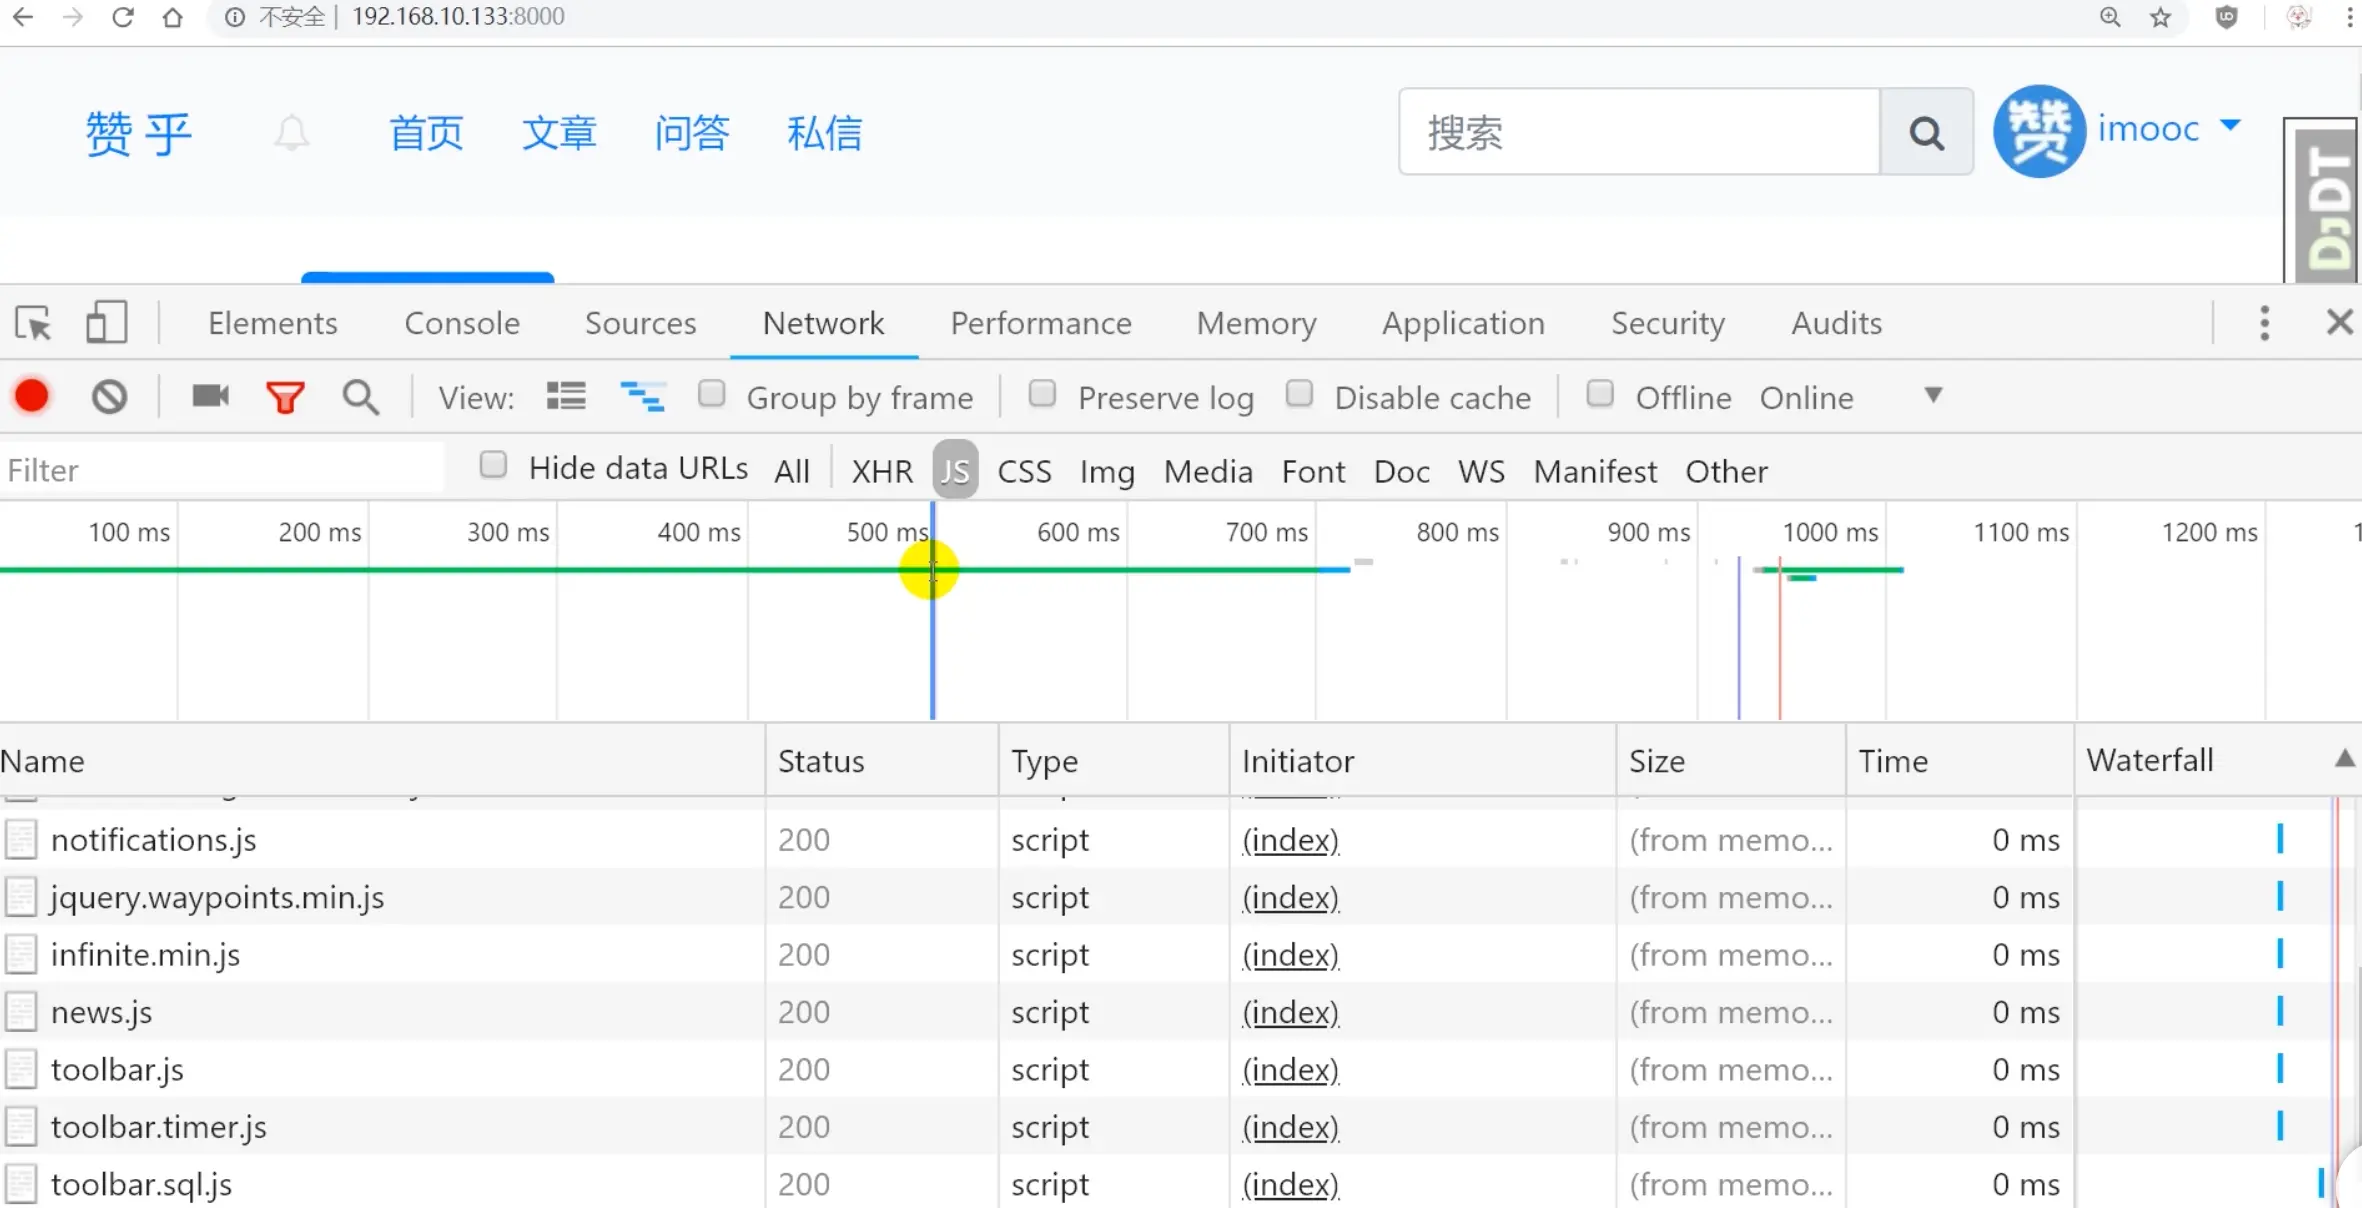 不安全 | 192.168.10.133:8000
赞乎 首页 文章 问答 私信 搜索 赞 imooc
DJDT
Elements Console Sources Network Performance Memory Application Security Audits
View: Group by frame Preserve log Disable cache Offline Online
Filter Hide data URLs All XHR JS CSS Img Media Font Doc WS Manifest Other
100 ms 200 ms 300 ms 400 ms 500 ms 600 ms 700 ms 800 ms 900 ms 1000 ms 1100 ms 1200 ms
Name Status Type Initiator Size Time Waterfall
notifications.js 200 script (index) (from memo... 0 ms
jquery.waypoints.min.js 200 script (index) (from memo... 0 ms
infinite.min.js 200 script (index) (from memo... 0 ms
news.js 200 script (index) (from memo... 0 ms
toolbar.js 200 script (index) (from memo... 0 ms
toolbar.timer.js 200 script (index) (from memo... 0 ms
toolbar.sql.js 200 script (index) (from memo... 0 ms